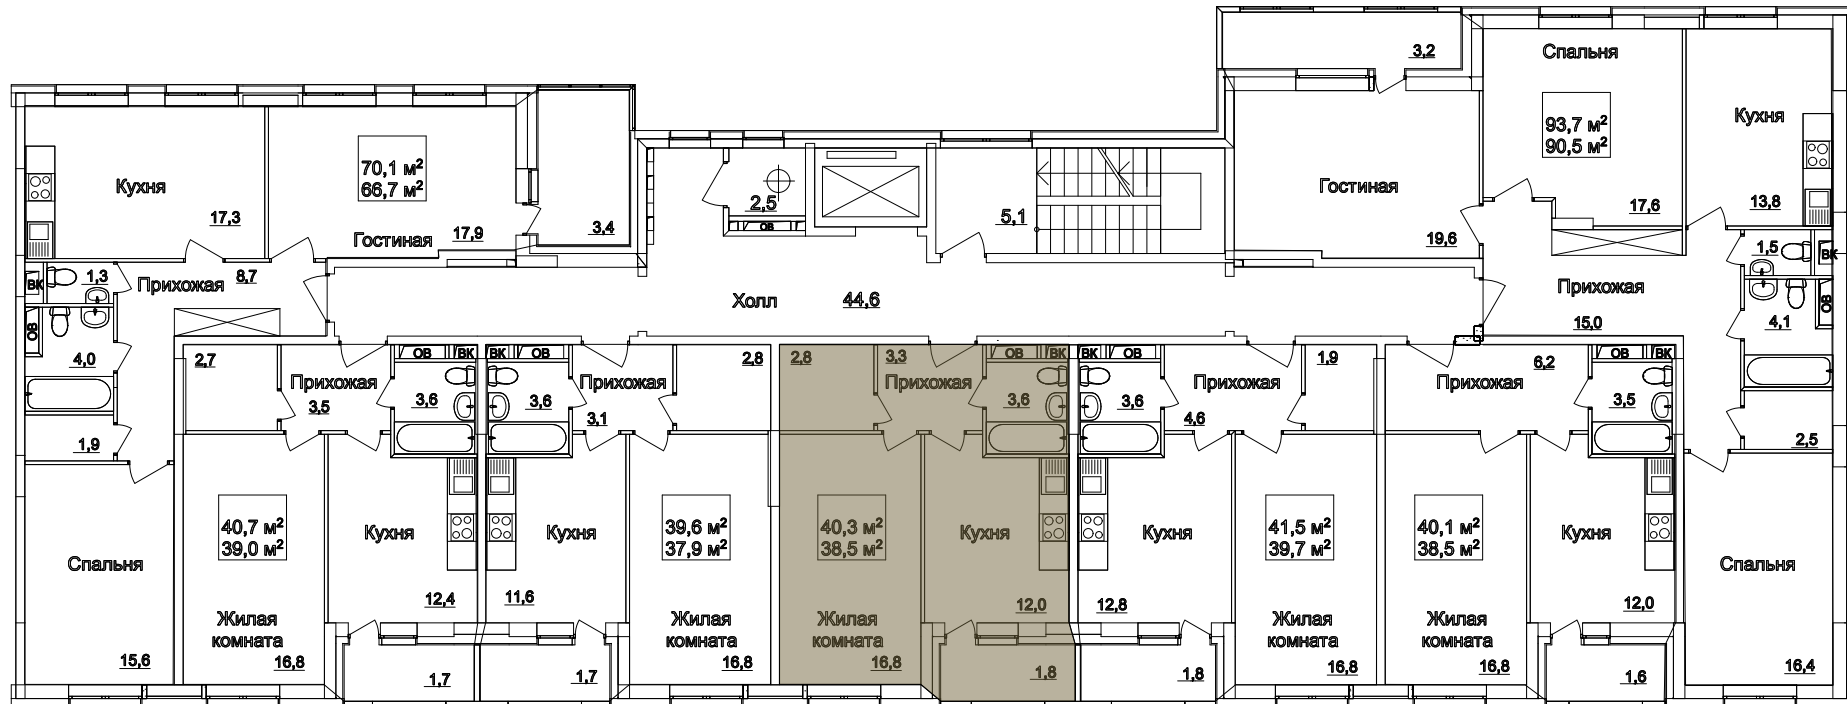 3,2
Спальня
93,7 м²
90,5 м²
Кухня
17,6
13,8
Гостиная
19,6
70,1 м²
66,7 м²
Кухня
17,3
Гостиная
17,9
3,4
2,5
ОВ
5,1
ВК
1,3
Прихожая
8,7
ОВ
4,0
1,9
Холл
44,6
1,5
ВК
Прихожая
15,0
4,1
ОВ
2,5
2,7
Прихожая
3,5
ОВ
ВК
3,6
ВК
ОВ
3,6
Прихожая
3,1
2,8
2,8
3,3
Прихожая
ОВ
ВК
3,6
ВК
ОВ
3,6
Прихожая
4,6
1,9
Прихожая
6,2
ОВ
ВК
3,5
Спальня
15,6
40,7 м²
39,0 м²
Жилая
комната
16,8
Кухня
12,4
1,7
Кухня
11,6
1,7
39,6 м²
37,9 м²
Жилая
комната
16,8
40,3 м²
38,5 м²
Жилая
комната
16,8
Кухня
12,0
1,8
Кухня
12,8
1,8
41,5 м²
39,7 м²
Жилая
комната
16,8
40,1 м²
38,5 м²
Жилая
комната
16,8
Кухня
12,0
1,6
Спальня
16,4